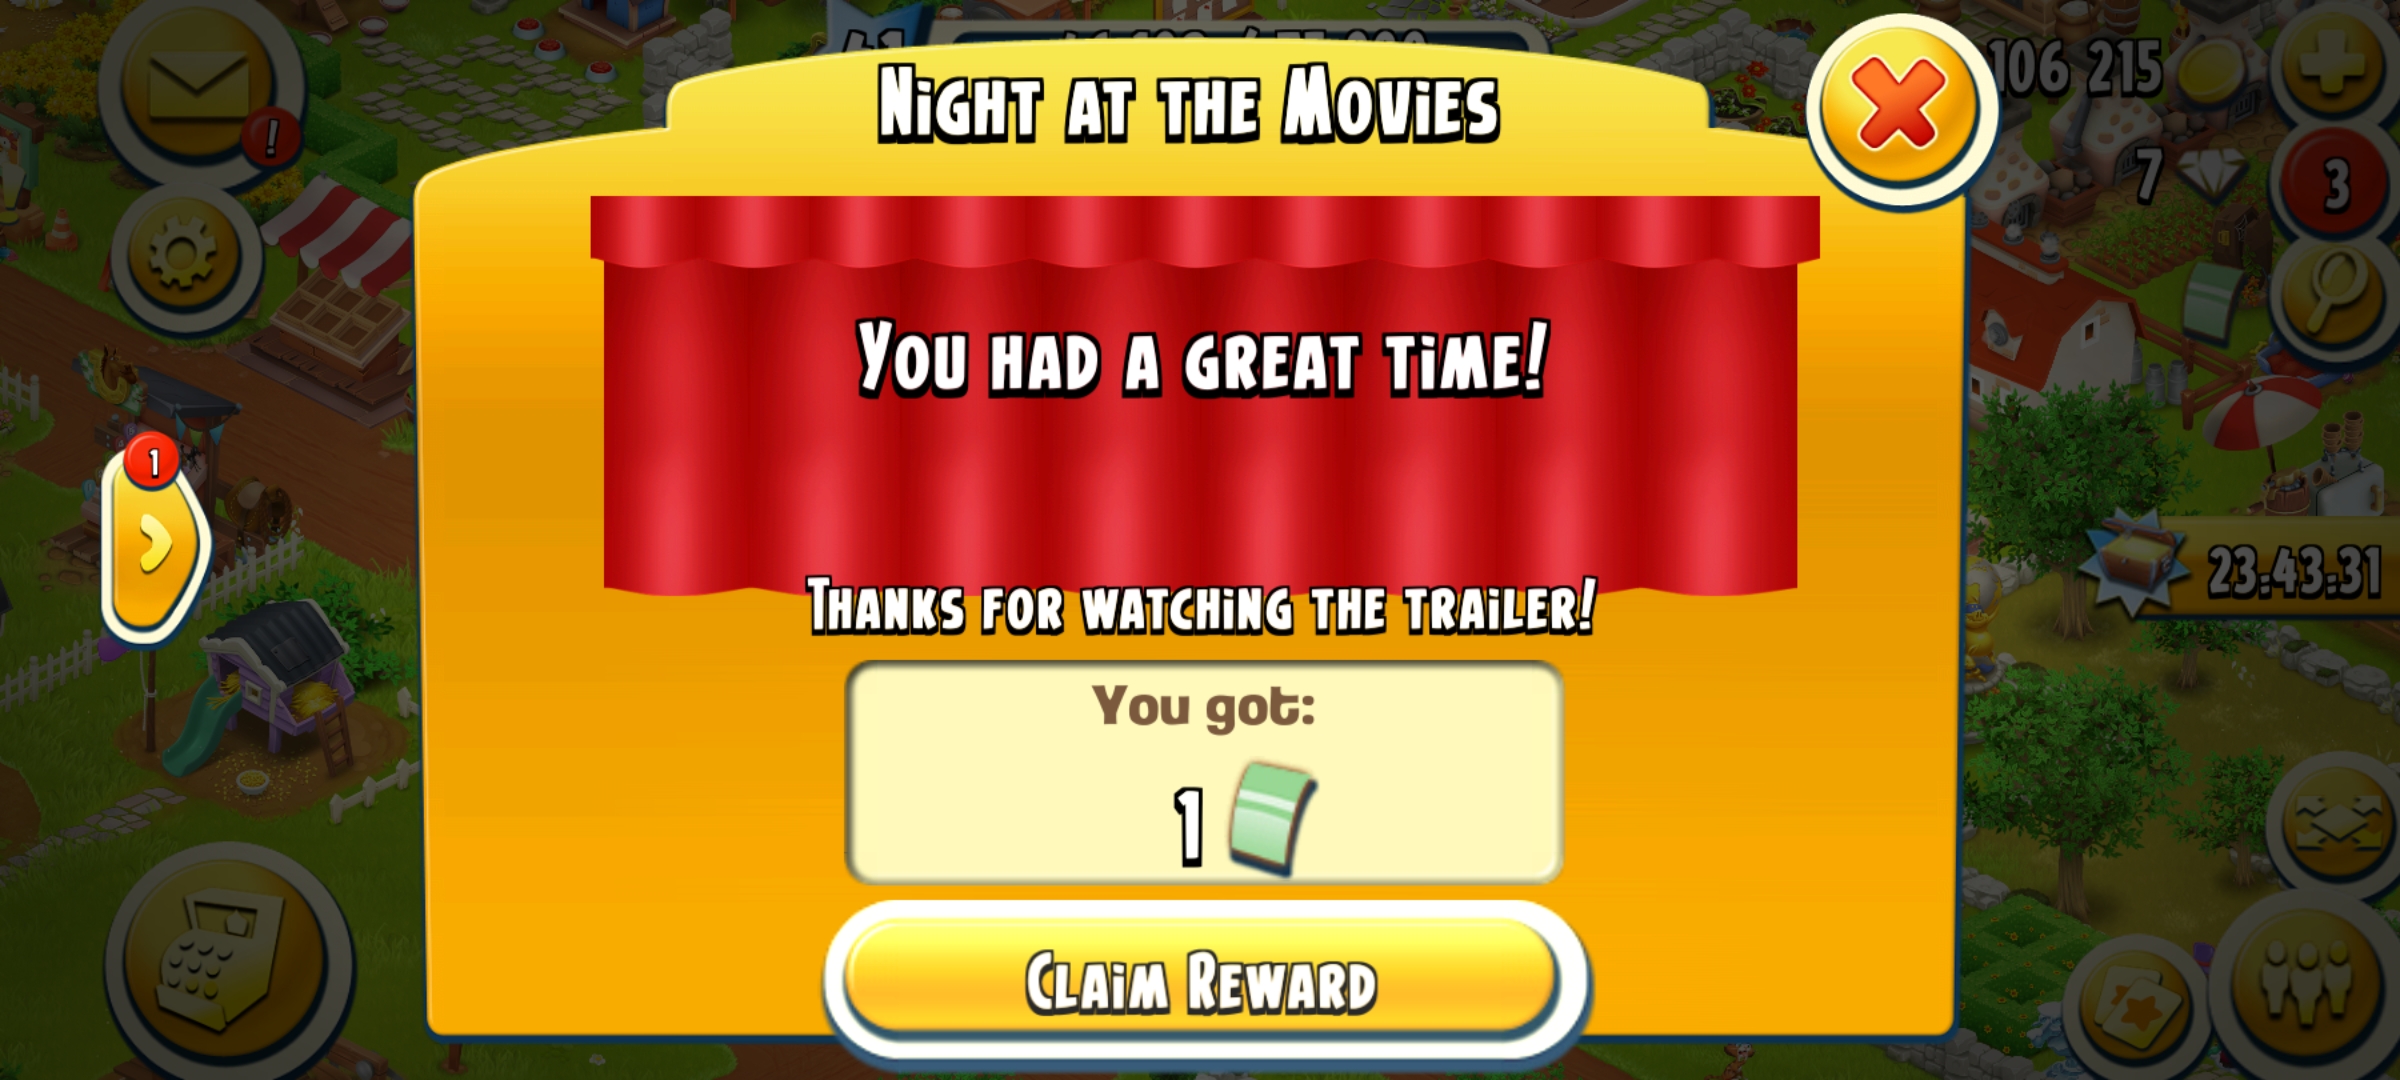 Night at the Movies
106 215
7
3
You had a great time!
1
23:43:31
Thanks for watching the trailer!
You got:
1
Claim Reward